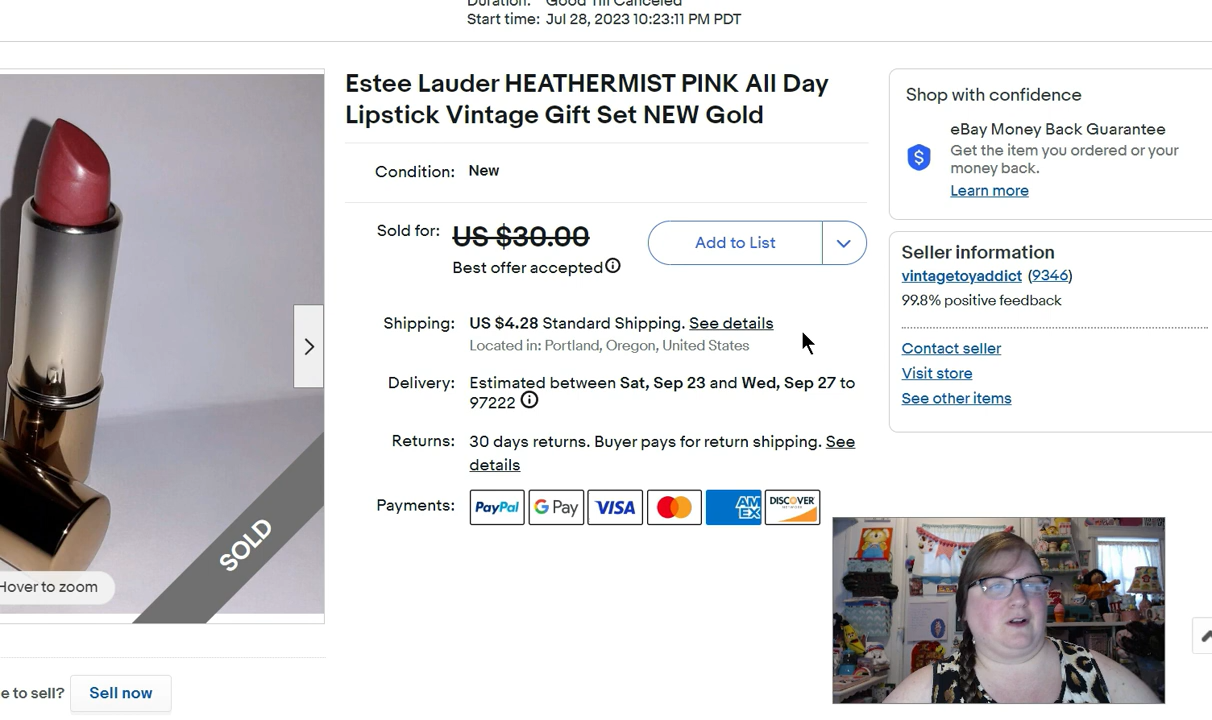 Duration: Good Till Canceled
Start time: Jul 28, 2023 10:23:11 PM PDT
Estee Lauder HEATHERMIST PINK All Day
Lipstick Vintage Gift Set NEW Gold
Condition: New
Sold for: US $30.00
Best offer accepted
Add to List
Shipping: US $4.28 Standard Shipping. See details
Located in: Portland, Oregon, United States
Delivery: Estimated between Sat, Sep 23 and Wed, Sep 27 to
97222
Returns: 30 days returns. Buyer pays for return shipping. See
details
Payments: PayPal G Pay VISA AM EX DISCOVER
SOLD
Hover to zoom
e to sell? Sell now
Shop with confidence
eBay Money Back Guarantee
Get the item you ordered or your
money back.
Learn more
Seller information
vintagetoyaddict (9346)
99.8% positive feedback
Contact seller
Visit store
See other items